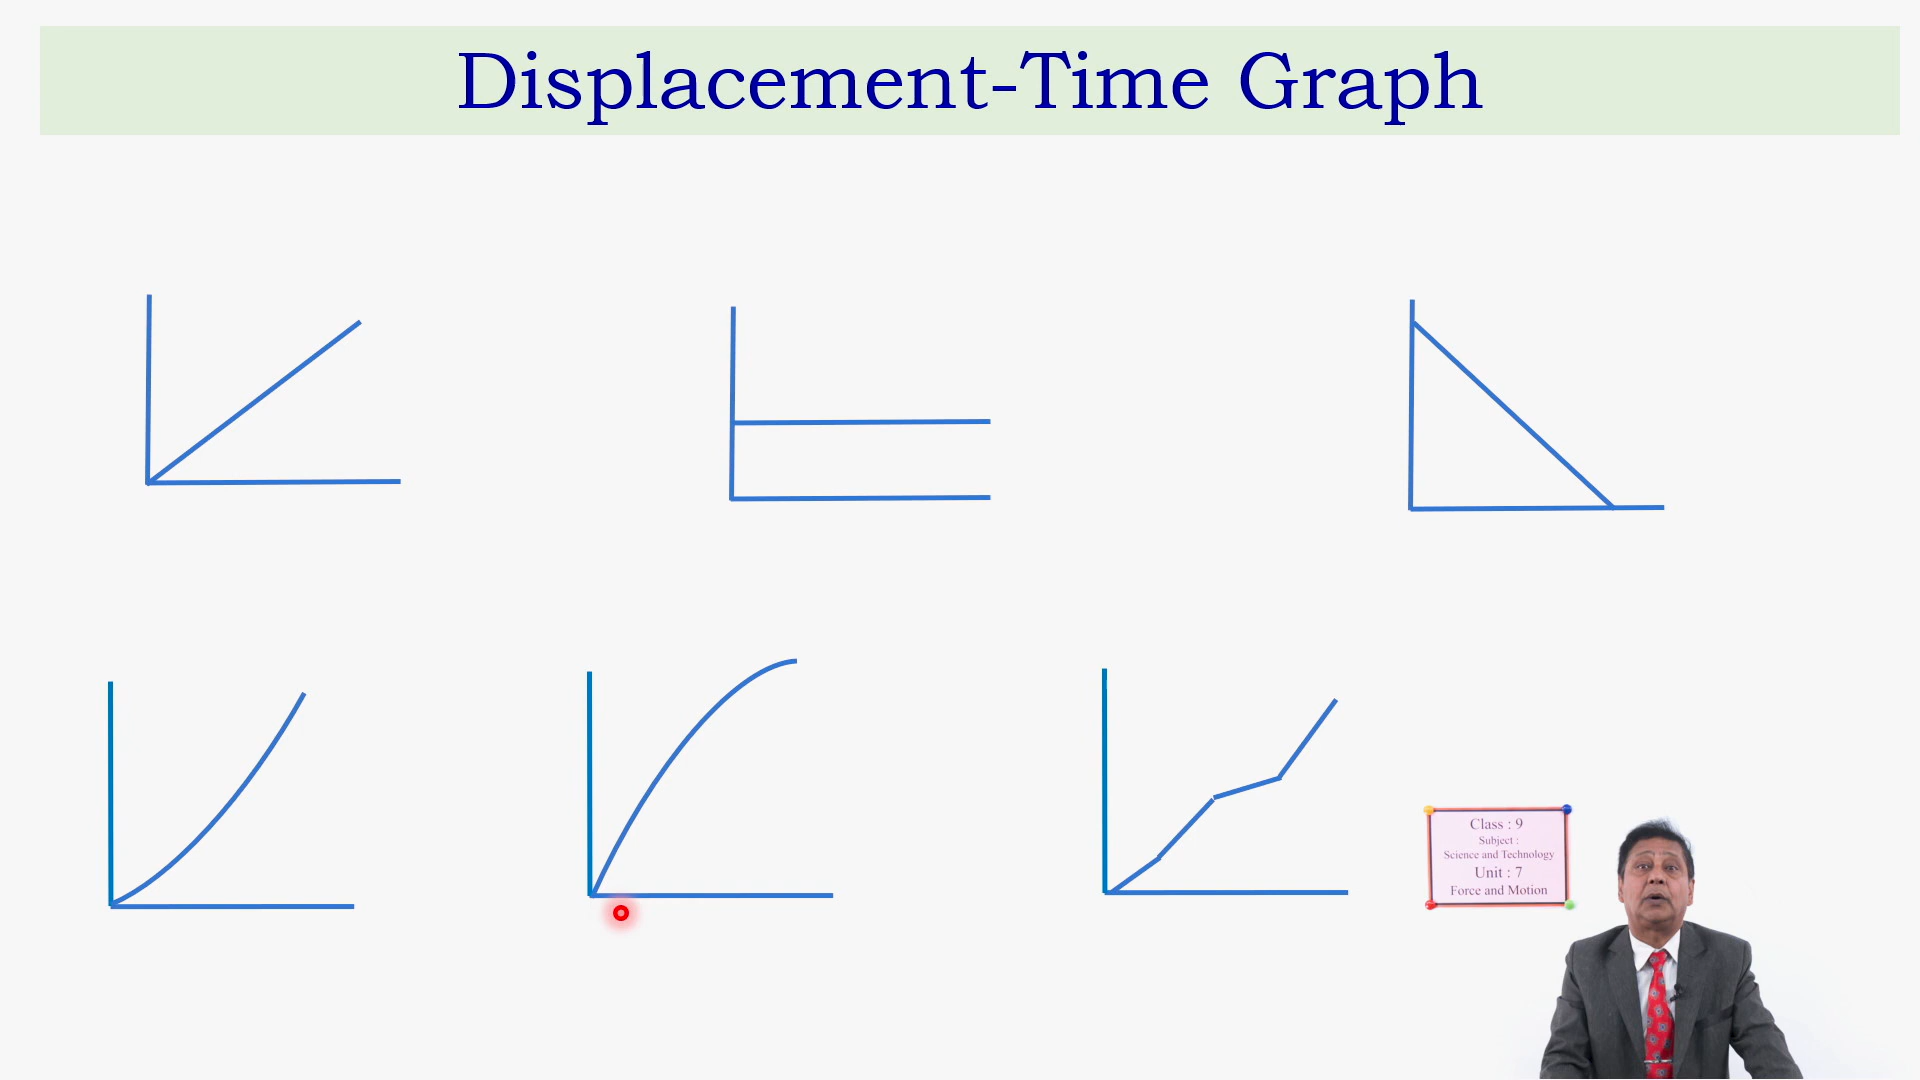 Displacement-Time Graph
Class : 9
Subject :
Science and Technology
Unit : 7
Force and Motion